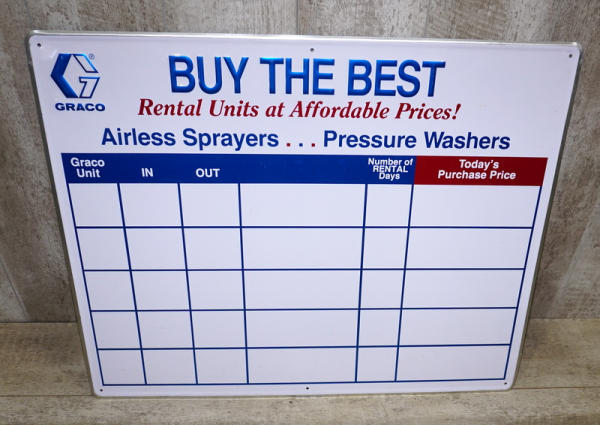 BUY THE BEST
GRACO
Rental Units at Affordable Prices!
Airless Sprayers . . . Pressure Washers
Graco
Unit
IN
OUT
Number of
RENTAL
Days
Today's
Purchase Price